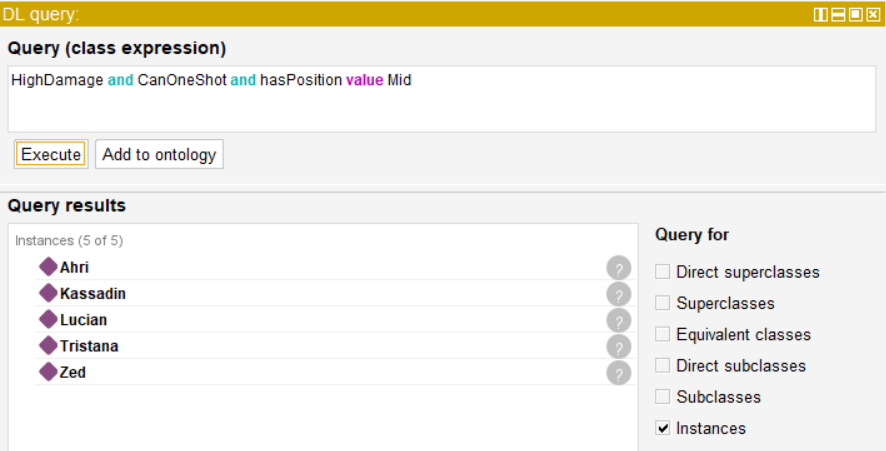 DL query:
Query (class expression)
HighDamage and CanOneShot and hasPosition value Mid
Execute Add to ontology
Query results
Instances (5 of 5)
Ahri ?
Kassadin ?
Lucian ?
Tristana ?
Zed ?
Query for
Direct superclasses
Superclasses
Equivalent classes
Direct subclasses
Subclasses
Instances